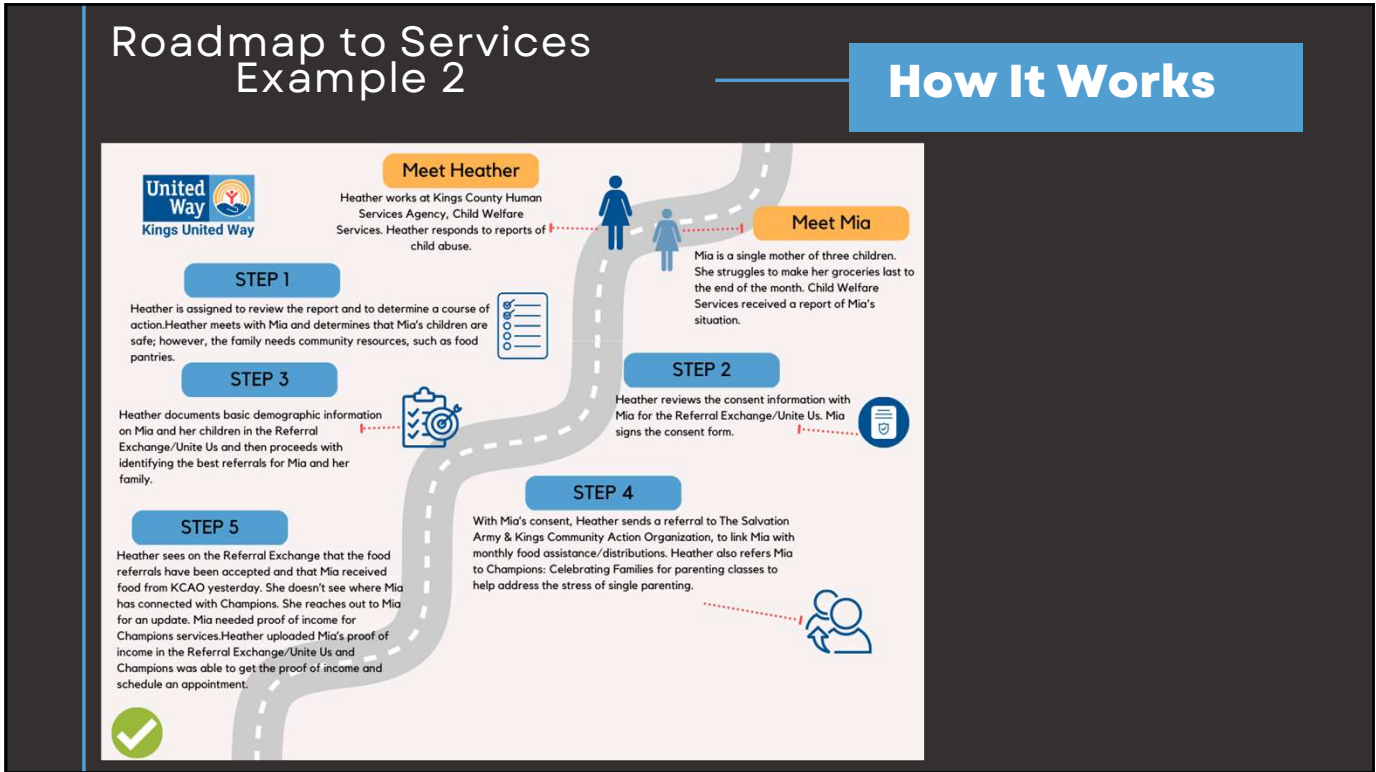 Roadmap to Services
Example 2
How It Works
United
Way
Kings United Way
Meet Heather
Heather works at Kings County Human
Services Agency, Child Welfare
Services. Heather responds to reports of
child abuse.
Meet Mia
Mia is a single mother of three children.
She struggles to make her groceries last to
the end of the month. Child Welfare
Services received a report of Mia's
situation.
STEP 1
Heather is assigned to review the report and to determine a course of
action.Heather meets with Mia and determines that Mia's children are
safe; however, the family needs community resources, such as food
pantries.
STEP 2
Heather reviews the consent information with
Mia for the Referral Exchange/Unite Us. Mia
signs the consent form.
STEP 3
Heather documents basic demographic information
on Mia and her children in the Referral
Exchange/Unite Us and then proceeds with
identifying the best referrals for Mia and her
family.
STEP 4
With Mia's consent, Heather sends a referral to The Salvation
Army & Kings Community Action Organization, to link Mia with
monthly food assistance/distributions. Heather also refers Mia
to Champions: Celebrating Families for parenting classes to
help address the stress of single parenting.
STEP 5
Heather sees on the Referral Exchange that the food
referrals have been accepted and that Mia received
food from KCAO yesterday. She doesn't see where Mia
has connected with Champions. She reaches out to Mia
for an update. Mia needed proof of income for
Champions services.Heather uploaded Mia's proof of
income in the Referral Exchange/Unite Us and
Champions was able to get the proof of income and
schedule an appointment.